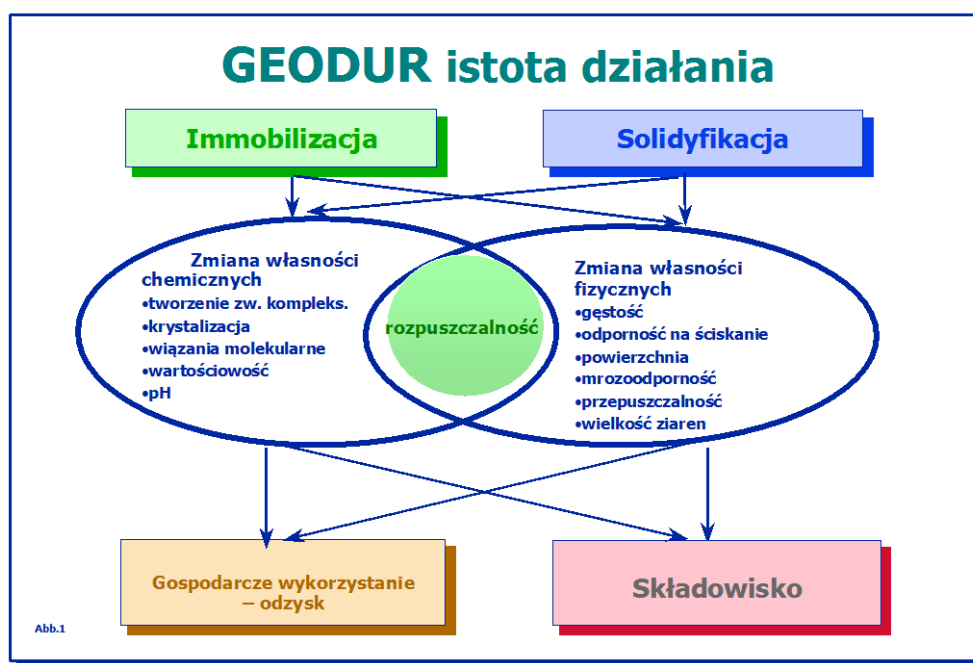 GEODUR istota działania
Immobilizacja
Solidyfikacja
Zmiana własności
chemicznych
•tworzenie zw. kompleks.
•krystalizacja
•wiązania molekularne
•wartościowość
•pH
rozpuszczalność
Zmiana własności
fizycznych
•gęstość
•odporność na ściskanie
•powierzchnia
•mrozoodporność
•przepuszczalność
•wielkość ziaren
Gospodarcze wykorzystanie
– odzysk
Składowisko
Abb.1